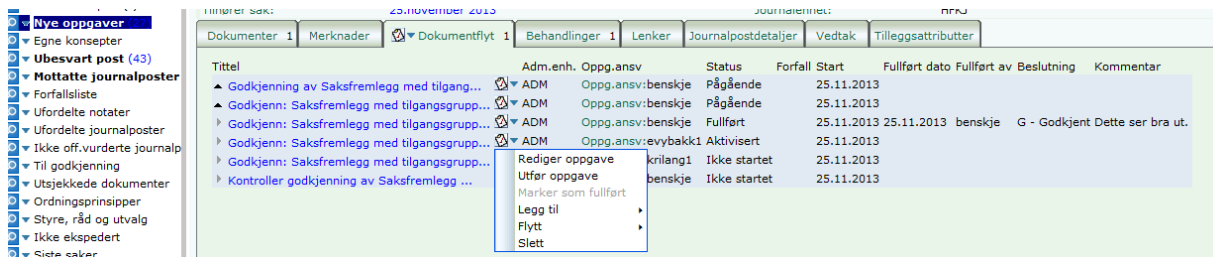 Tilhører sak: 25.november 2013 Journalenhet: HFKJ
Nye oppgaver
Egne konsepter
Ubesvart post (43)
Mottatte journalposter
Forfallsliste
Ufordelte notater
Ufordelte journalposter
Ikke off.vurderte journalp
Til godkjenning
Utsjekkede dokumenter
Ordningsprinsipper
Styre, råd og utvalg
Ikke ekspedert
Siste saker
Dokumenter 1 Merknader Dokumentflyt 1 Behandlinger 1 Lenker Journalpostdetaljer Vedtak Tilleggsattributter
Tittel Adm.enh. Oppg.ansv Status Forfall Start Fullført dato Fullført av Beslutning Kommentar
Godkjenning av Saksfremlegg med tilgang... ADM Oppg.ansv:benskje Pågående 25.11.2013
Godkjenn: Saksfremlegg med tilgangsgrupp... ADM Oppg.ansv:benskje Pågående 25.11.2013
Godkjenn: Saksfremlegg med tilgangsgrupp... ADM Oppg.ansv:benskje Fullført 25.11.2013 25.11.2013 benskje G - Godkjent Dette ser bra ut.
Godkjenn: Saksfremlegg med tilgangsgrupp... ADM Oppg.ansv:evybakk1 Aktivisert 25.11.2013
Godkjenn: Saksfremlegg med tilgangsgrupp... krilang1 Ikke startet 25.11.2013
Kontroller godkjenning av Saksfremlegg ... benskje Ikke startet 25.11.2013
Rediger oppgave
Utfør oppgave
Marker som fullført
Legg til
Flytt
Slett